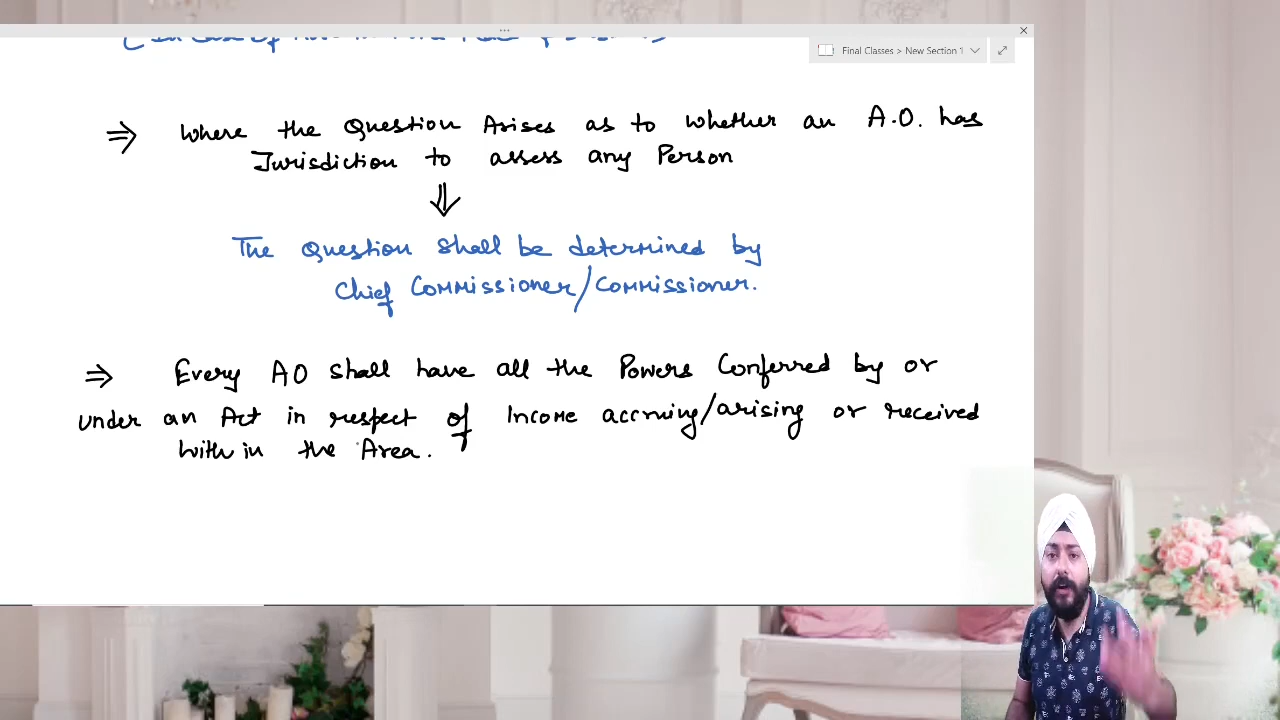 Final Classes > New Section 1
⇒ Where the Question Arises as to whether an A.O. has
Jurisdiction to assess any Person
⇓
The Question shall be determined by
Chief Commissioner/Commissioner.
⇒ Every AO shall have all the Powers Conferred by or
under an Act in respect of Income accruing/arising or received
with in the Area.